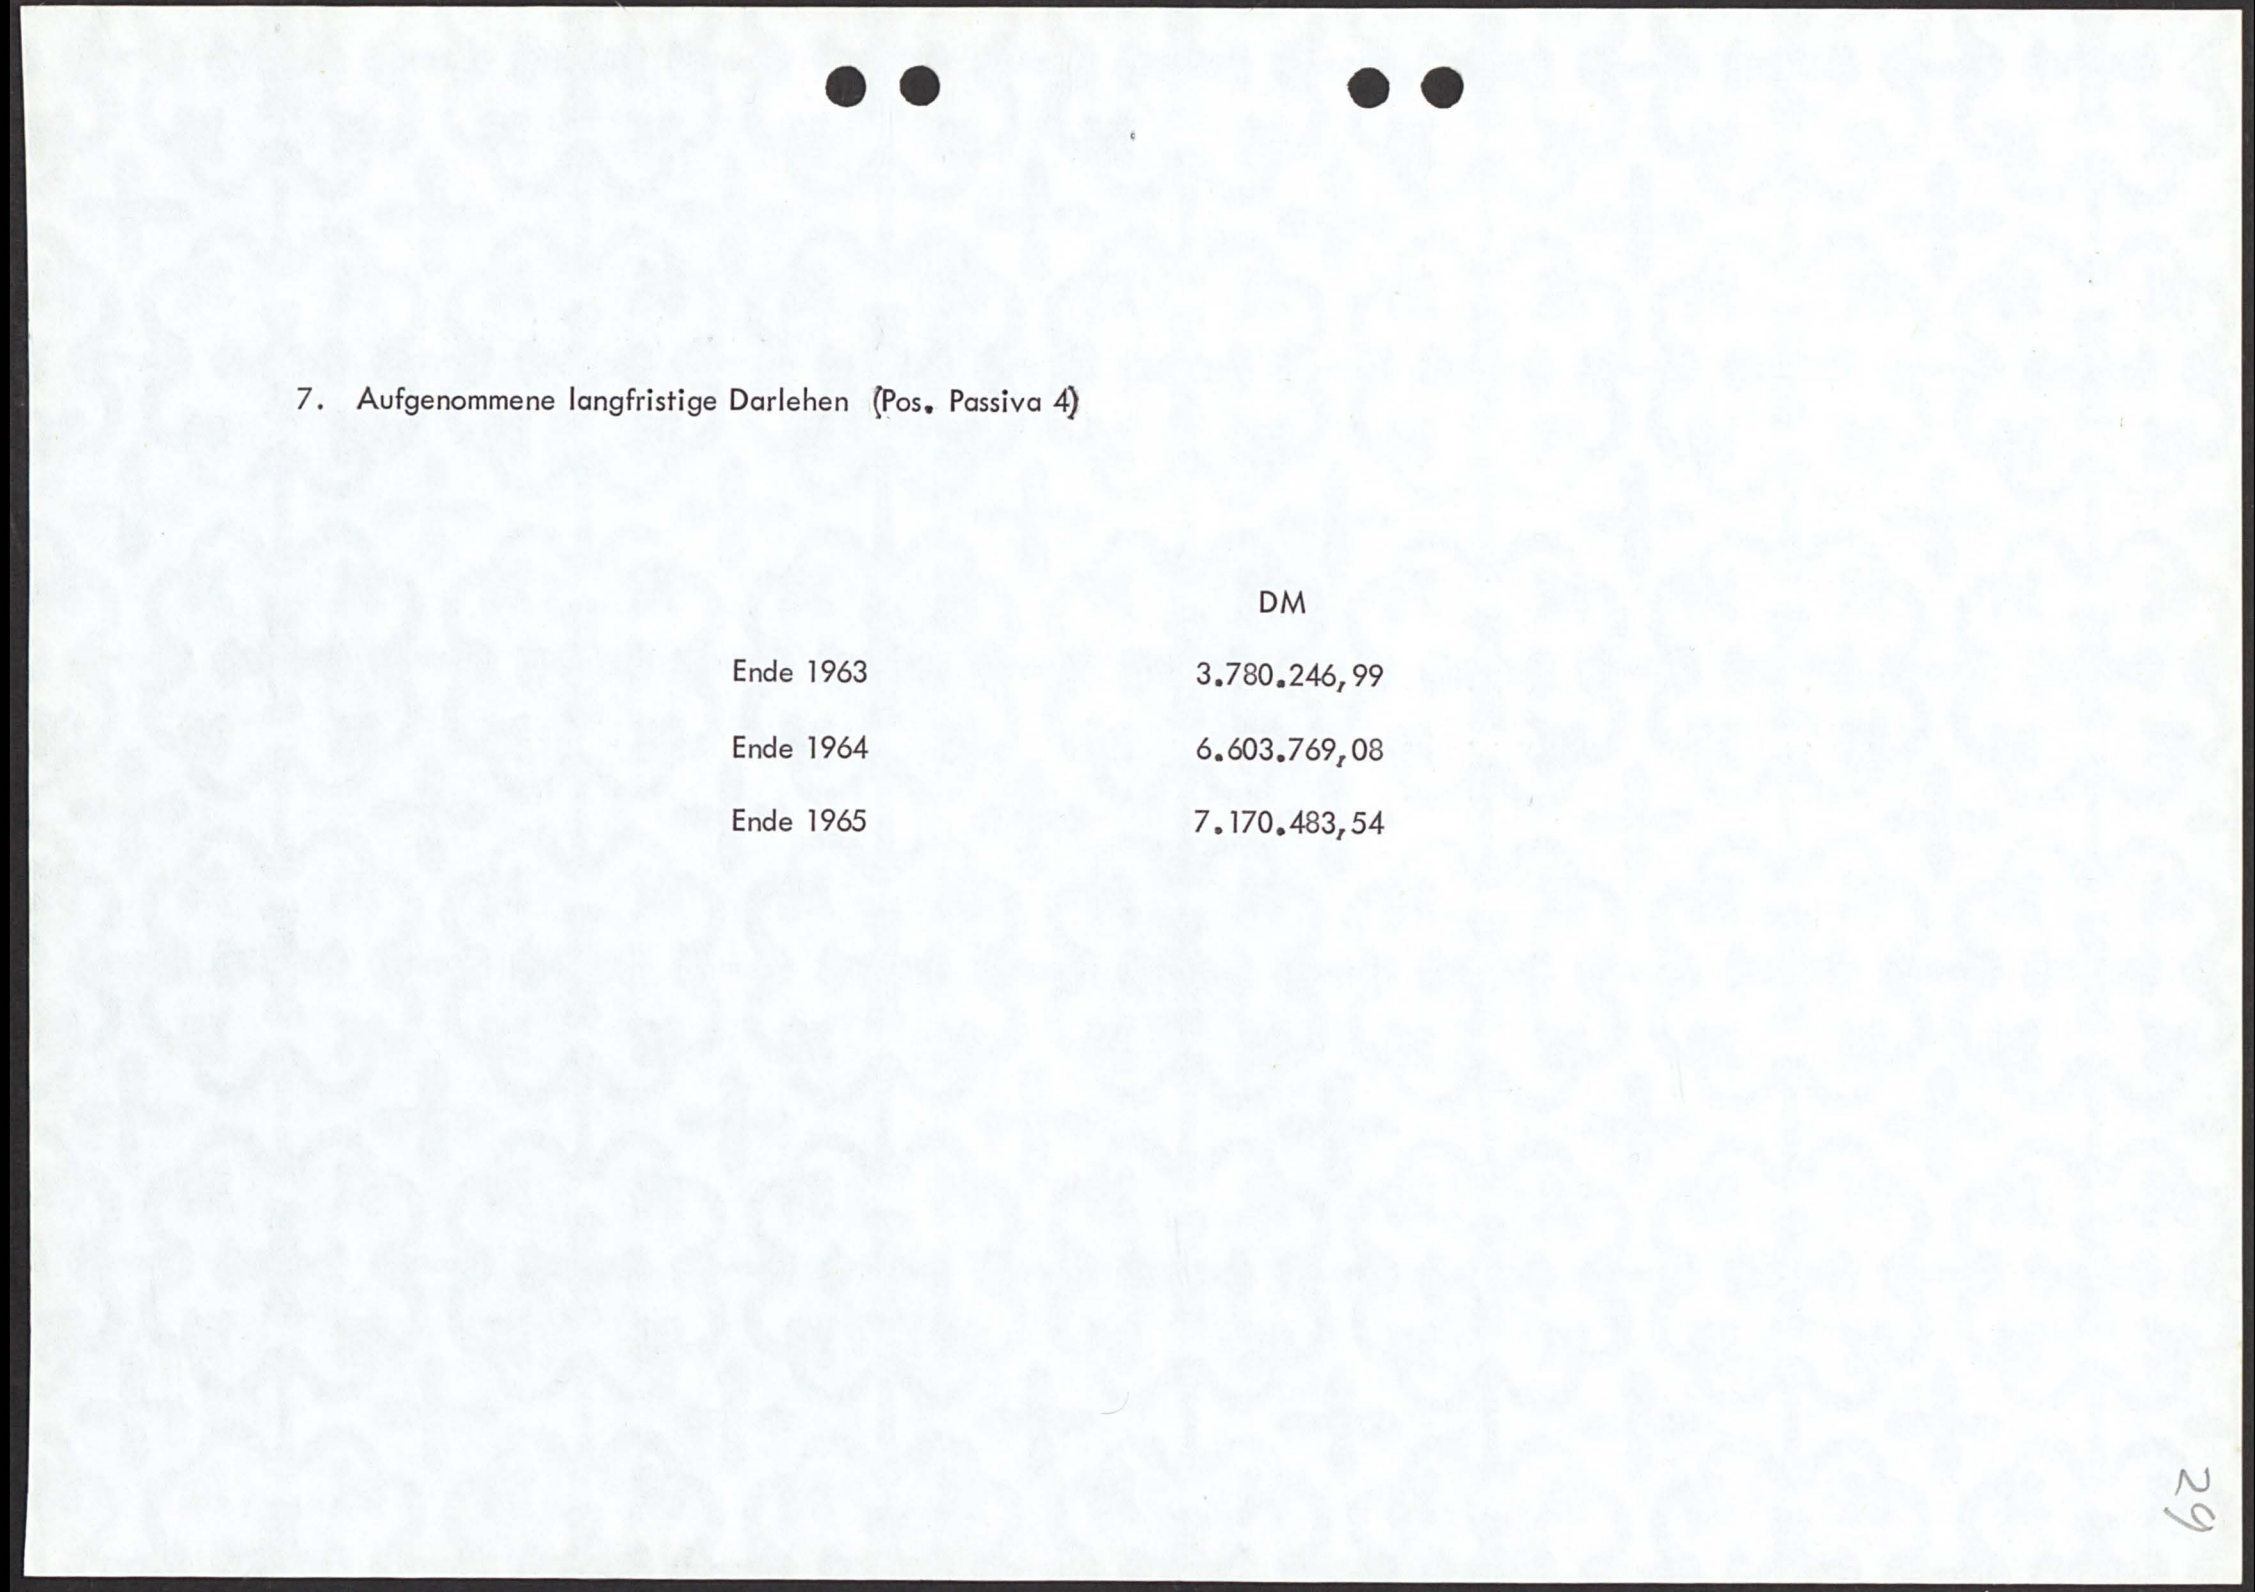 7. Aufgenommene langfristige Darlehen (Pos. Passiva 4)
DM
Ende 1963 3.780.246,99
Ende 1964 6.603.769,08
Ende 1965 7.170.483,54
29